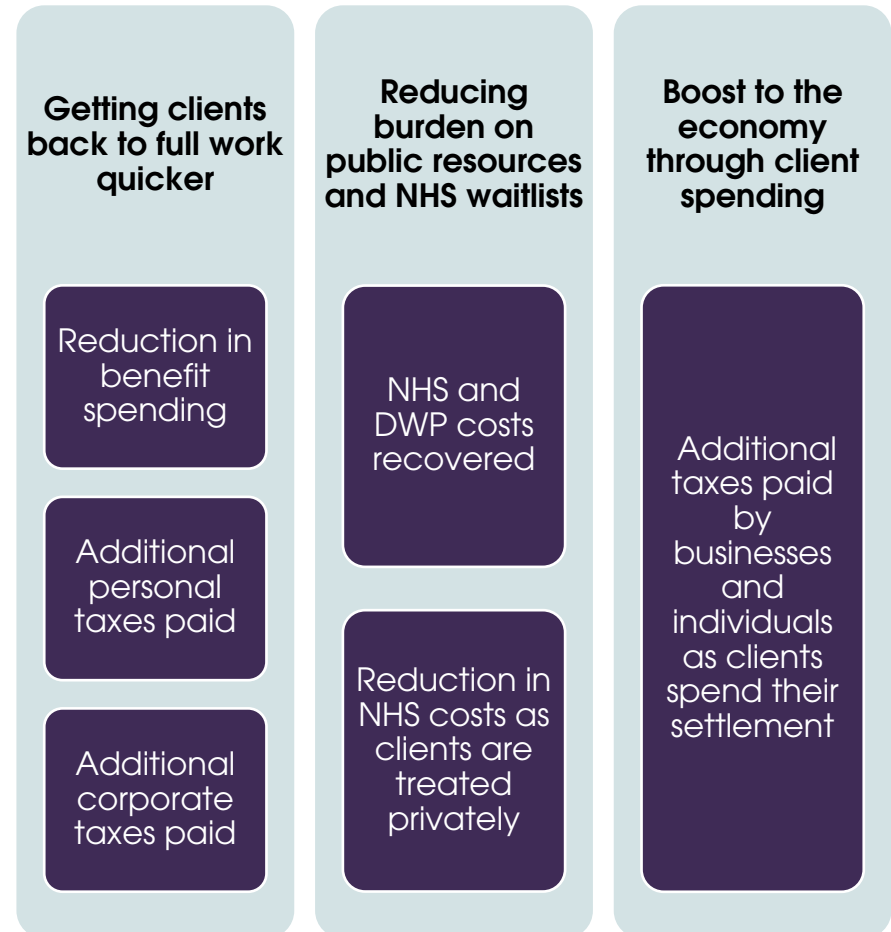 Getting clients
back to full work
quicker
Reduction in
benefit
spending
Additional
personal
taxes paid
Additional
corporate
taxes paid
Reducing
burden on
public resources
and NHS waitlists
NHS and
DWP costs
recovered
Reduction in
NHS costs as
clients are
treated
privately
Boost to the
economy
through client
spending
Additional
taxes paid
by
businesses
and
individuals
as clients
spend their
settlement